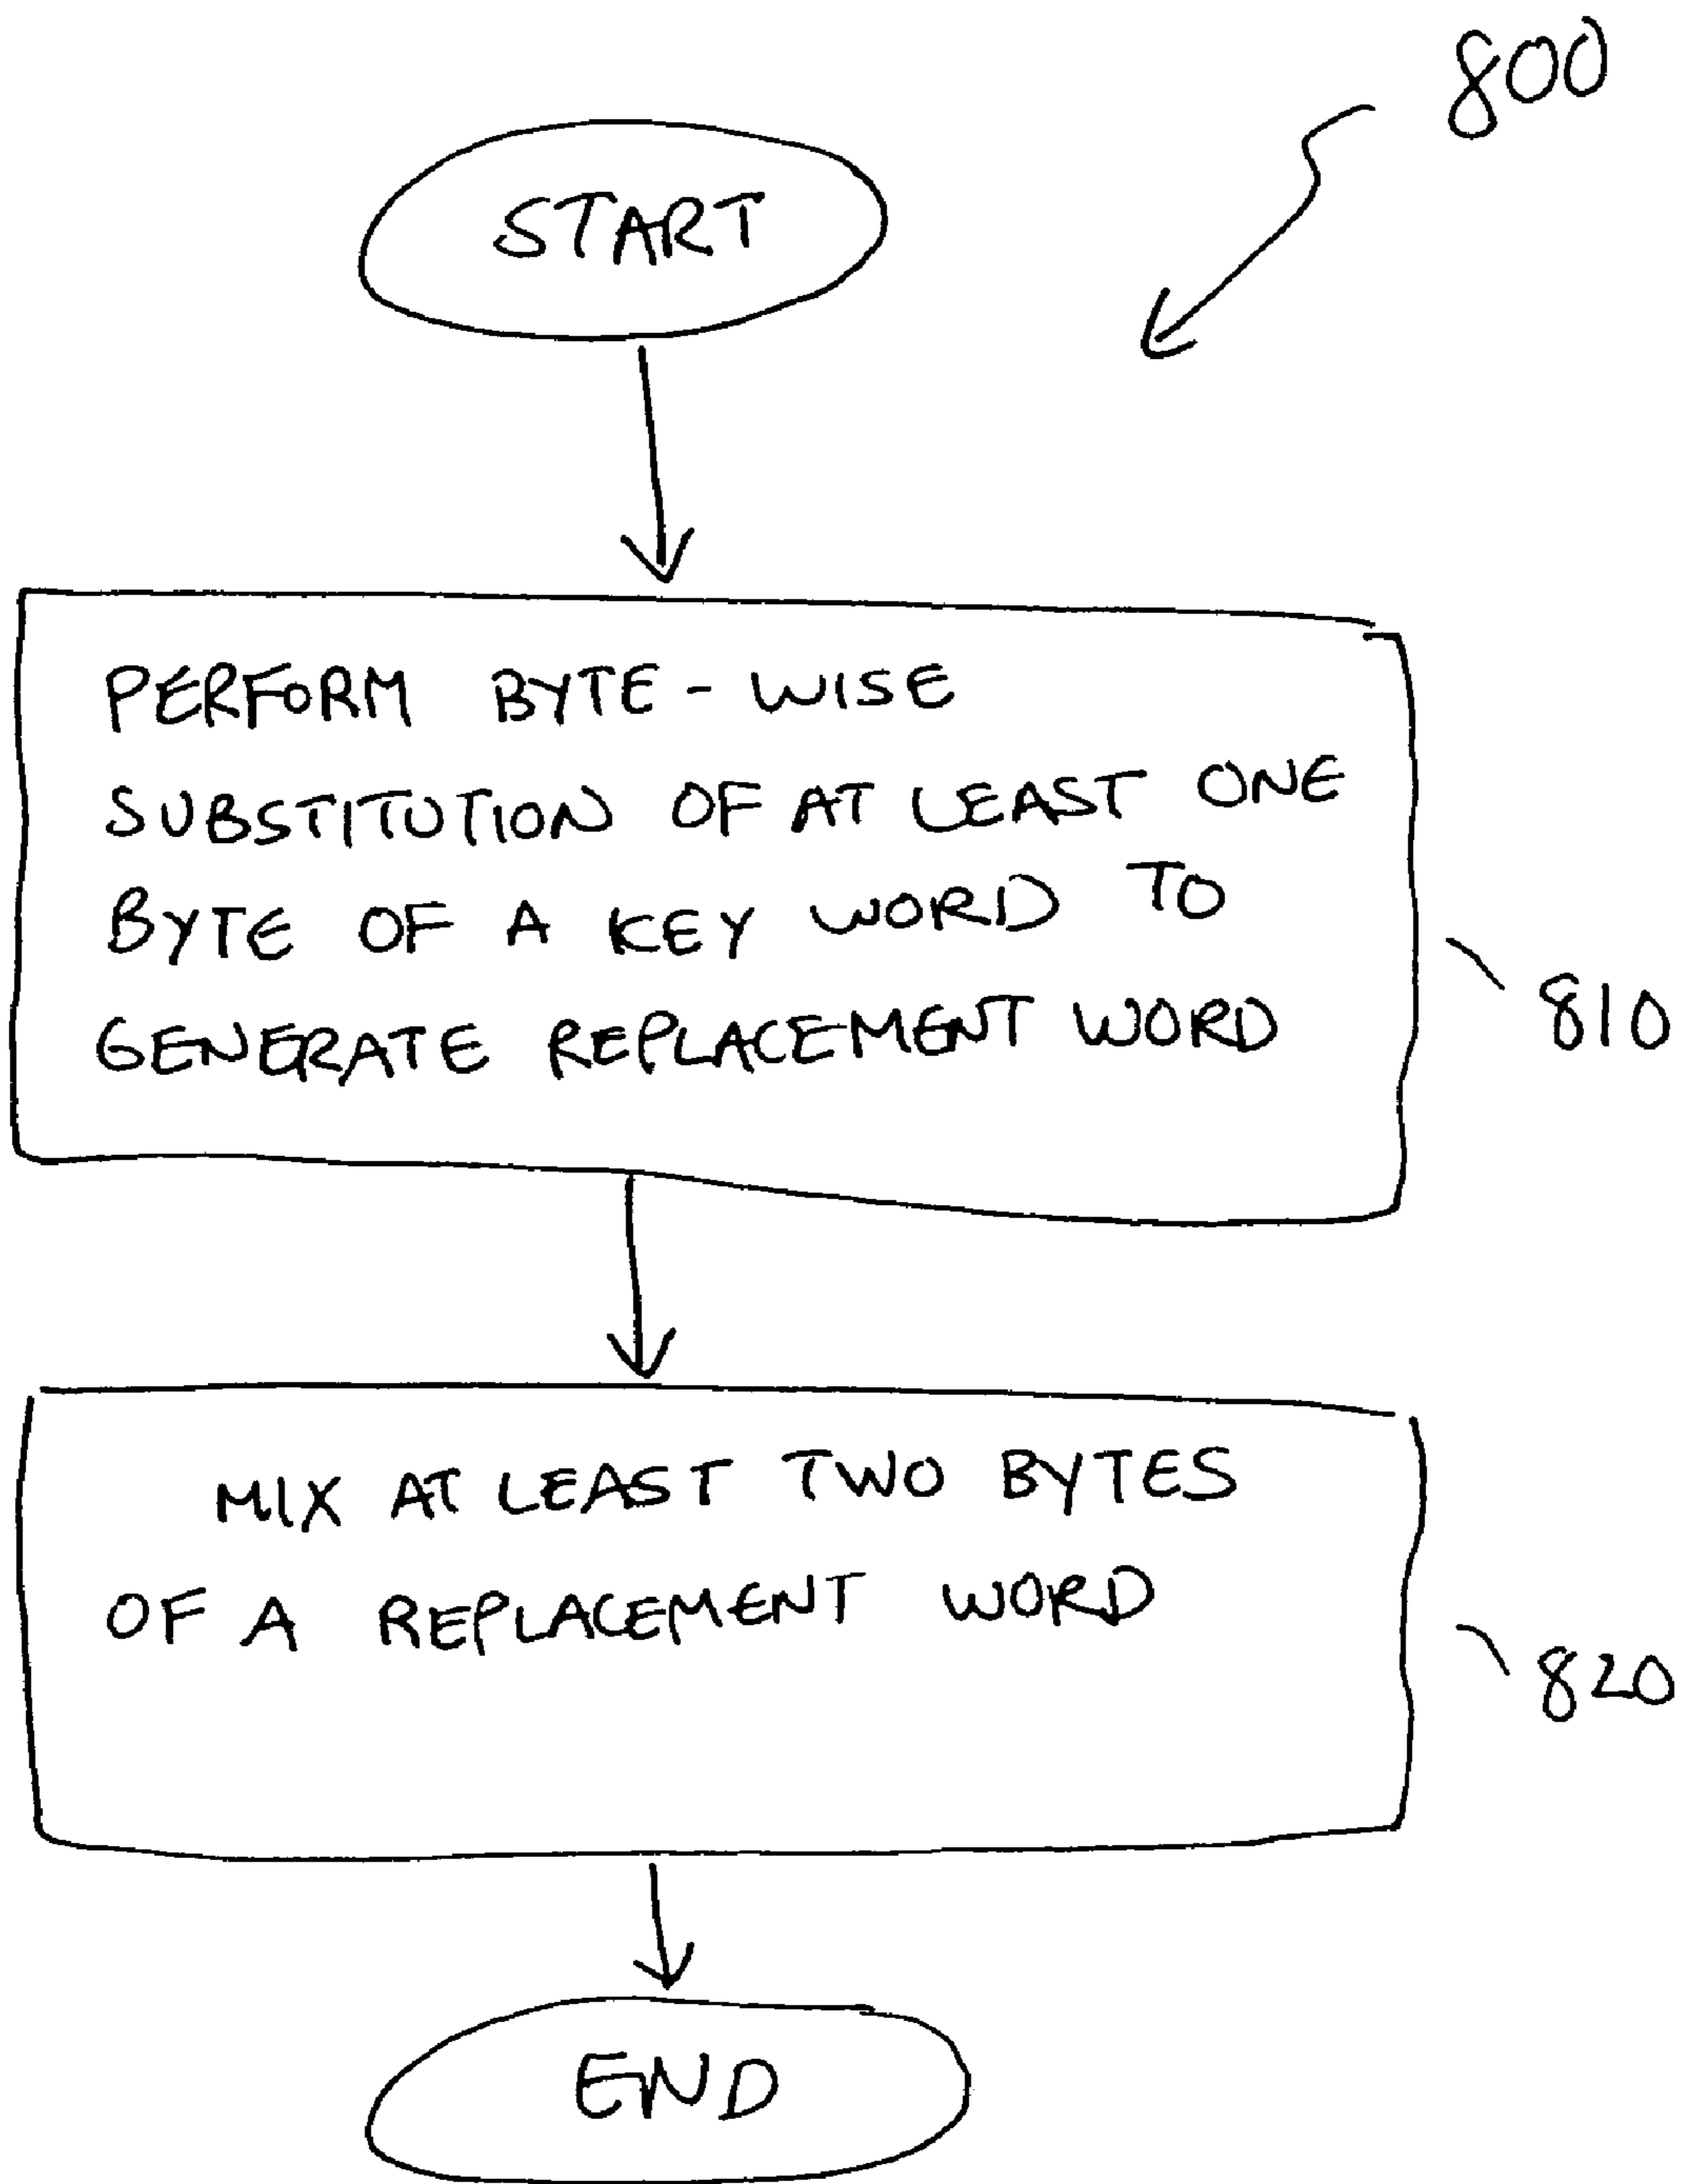 800
START
PERFORM BYTE-WISE
SUBSTITUTION OF AT LEAST ONE
BYTE OF A KEY WORD TO
GENERATE REPLACEMENT WORD
810
MIX AT LEAST TWO BYTES
OF A REPLACEMENT WORD
820
END